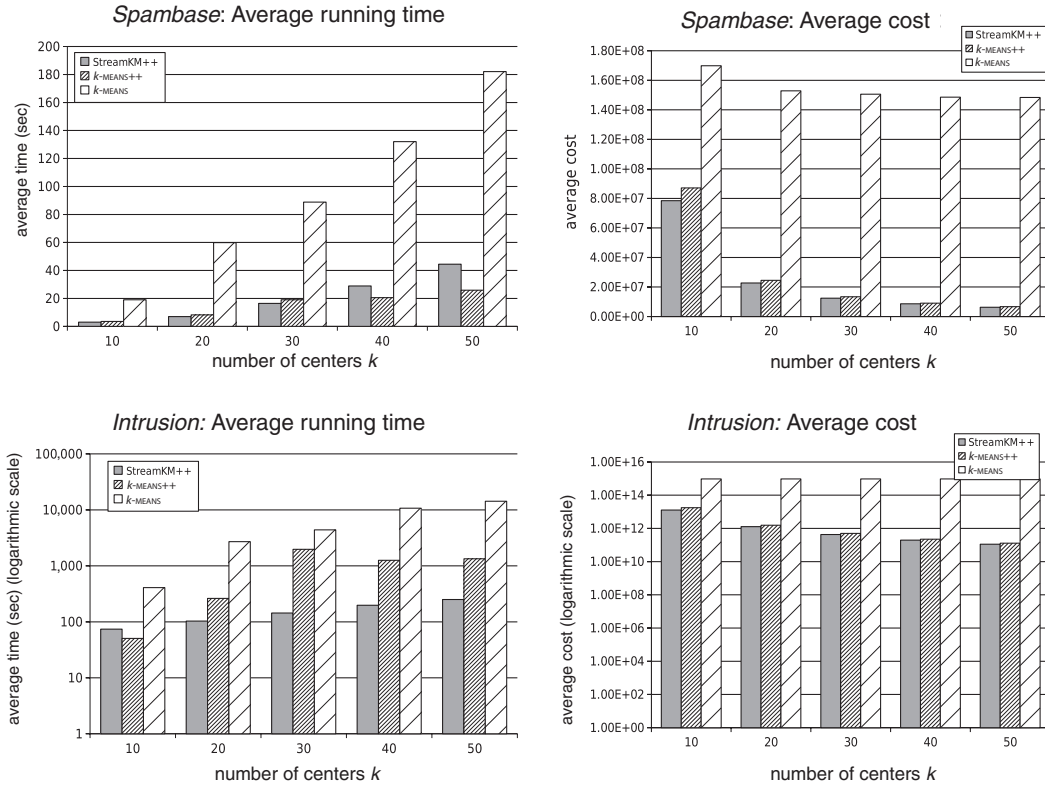 Spambase: Average running time
200
180
160
140
120
100
80
60
40
20
0
average time (sec)
StreamKM++
k-MEANS++
k-MEANS
10 20 30 40 50
number of centers k
Spambase: Average cost
1.80E+08
1.60E+08
1.40E+08
1.20E+08
1.00E+08
8.00E+07
6.00E+07
4.00E+07
2.00E+07
0.00E+00
average cost
StreamKM++
k-MEANS++
k-MEANS
10 20 30 40 50
number of centers k
Intrusion: Average running time
100,000
10,000
1,000
100
10
1
average time (sec) (logarithmic scale)
StreamKM++
k-MEANS++
k-MEANS
10 20 30 40 50
number of centers k
Intrusion: Average cost
1.00E+16
1.00E+14
1.00E+12
1.00E+10
1.00E+08
1.00E+06
1.00E+04
1.00E+02
1.00E+00
average cost (logarithmic scale)
StreamKM++
k-MEANS++
k-MEANS
10 20 30 40 50
number of centers k